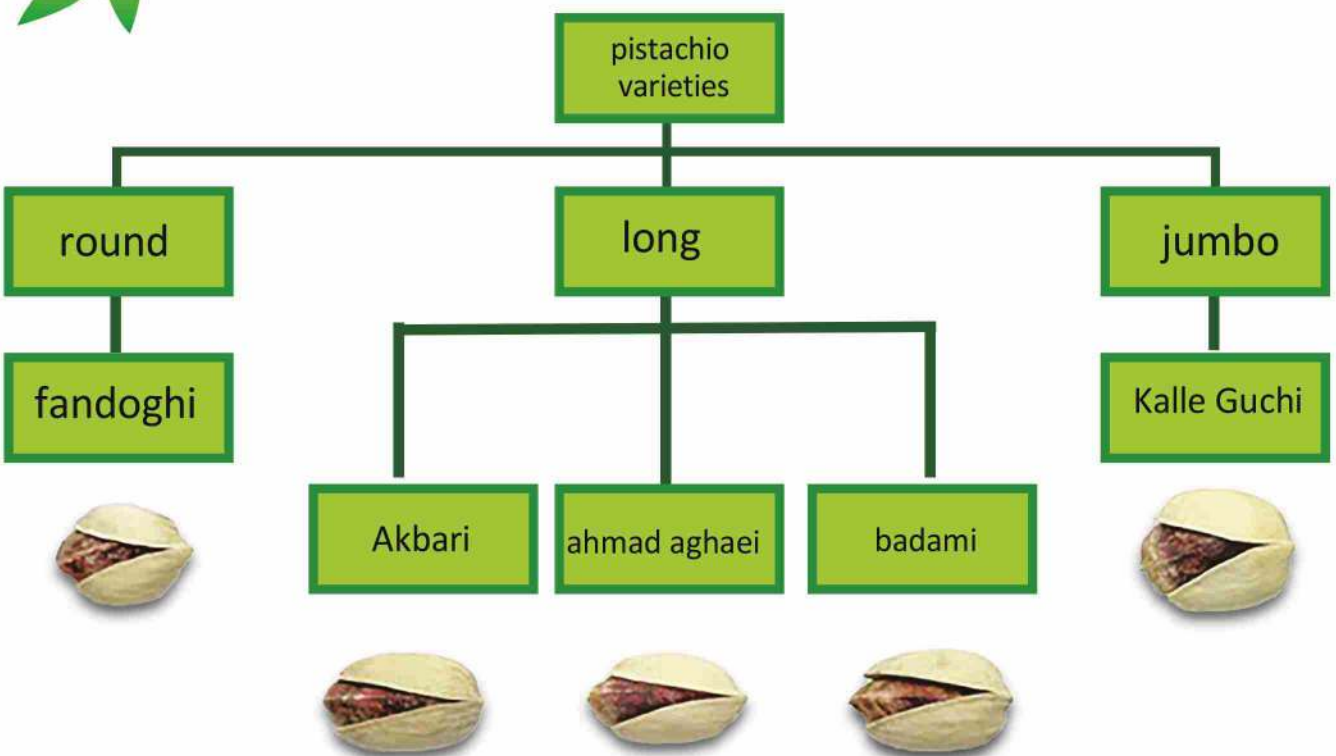 pistachio
varieties
round
long
jumbo
fandoghi
Kalle Guchi
Akbari
ahmad aghaei
badami